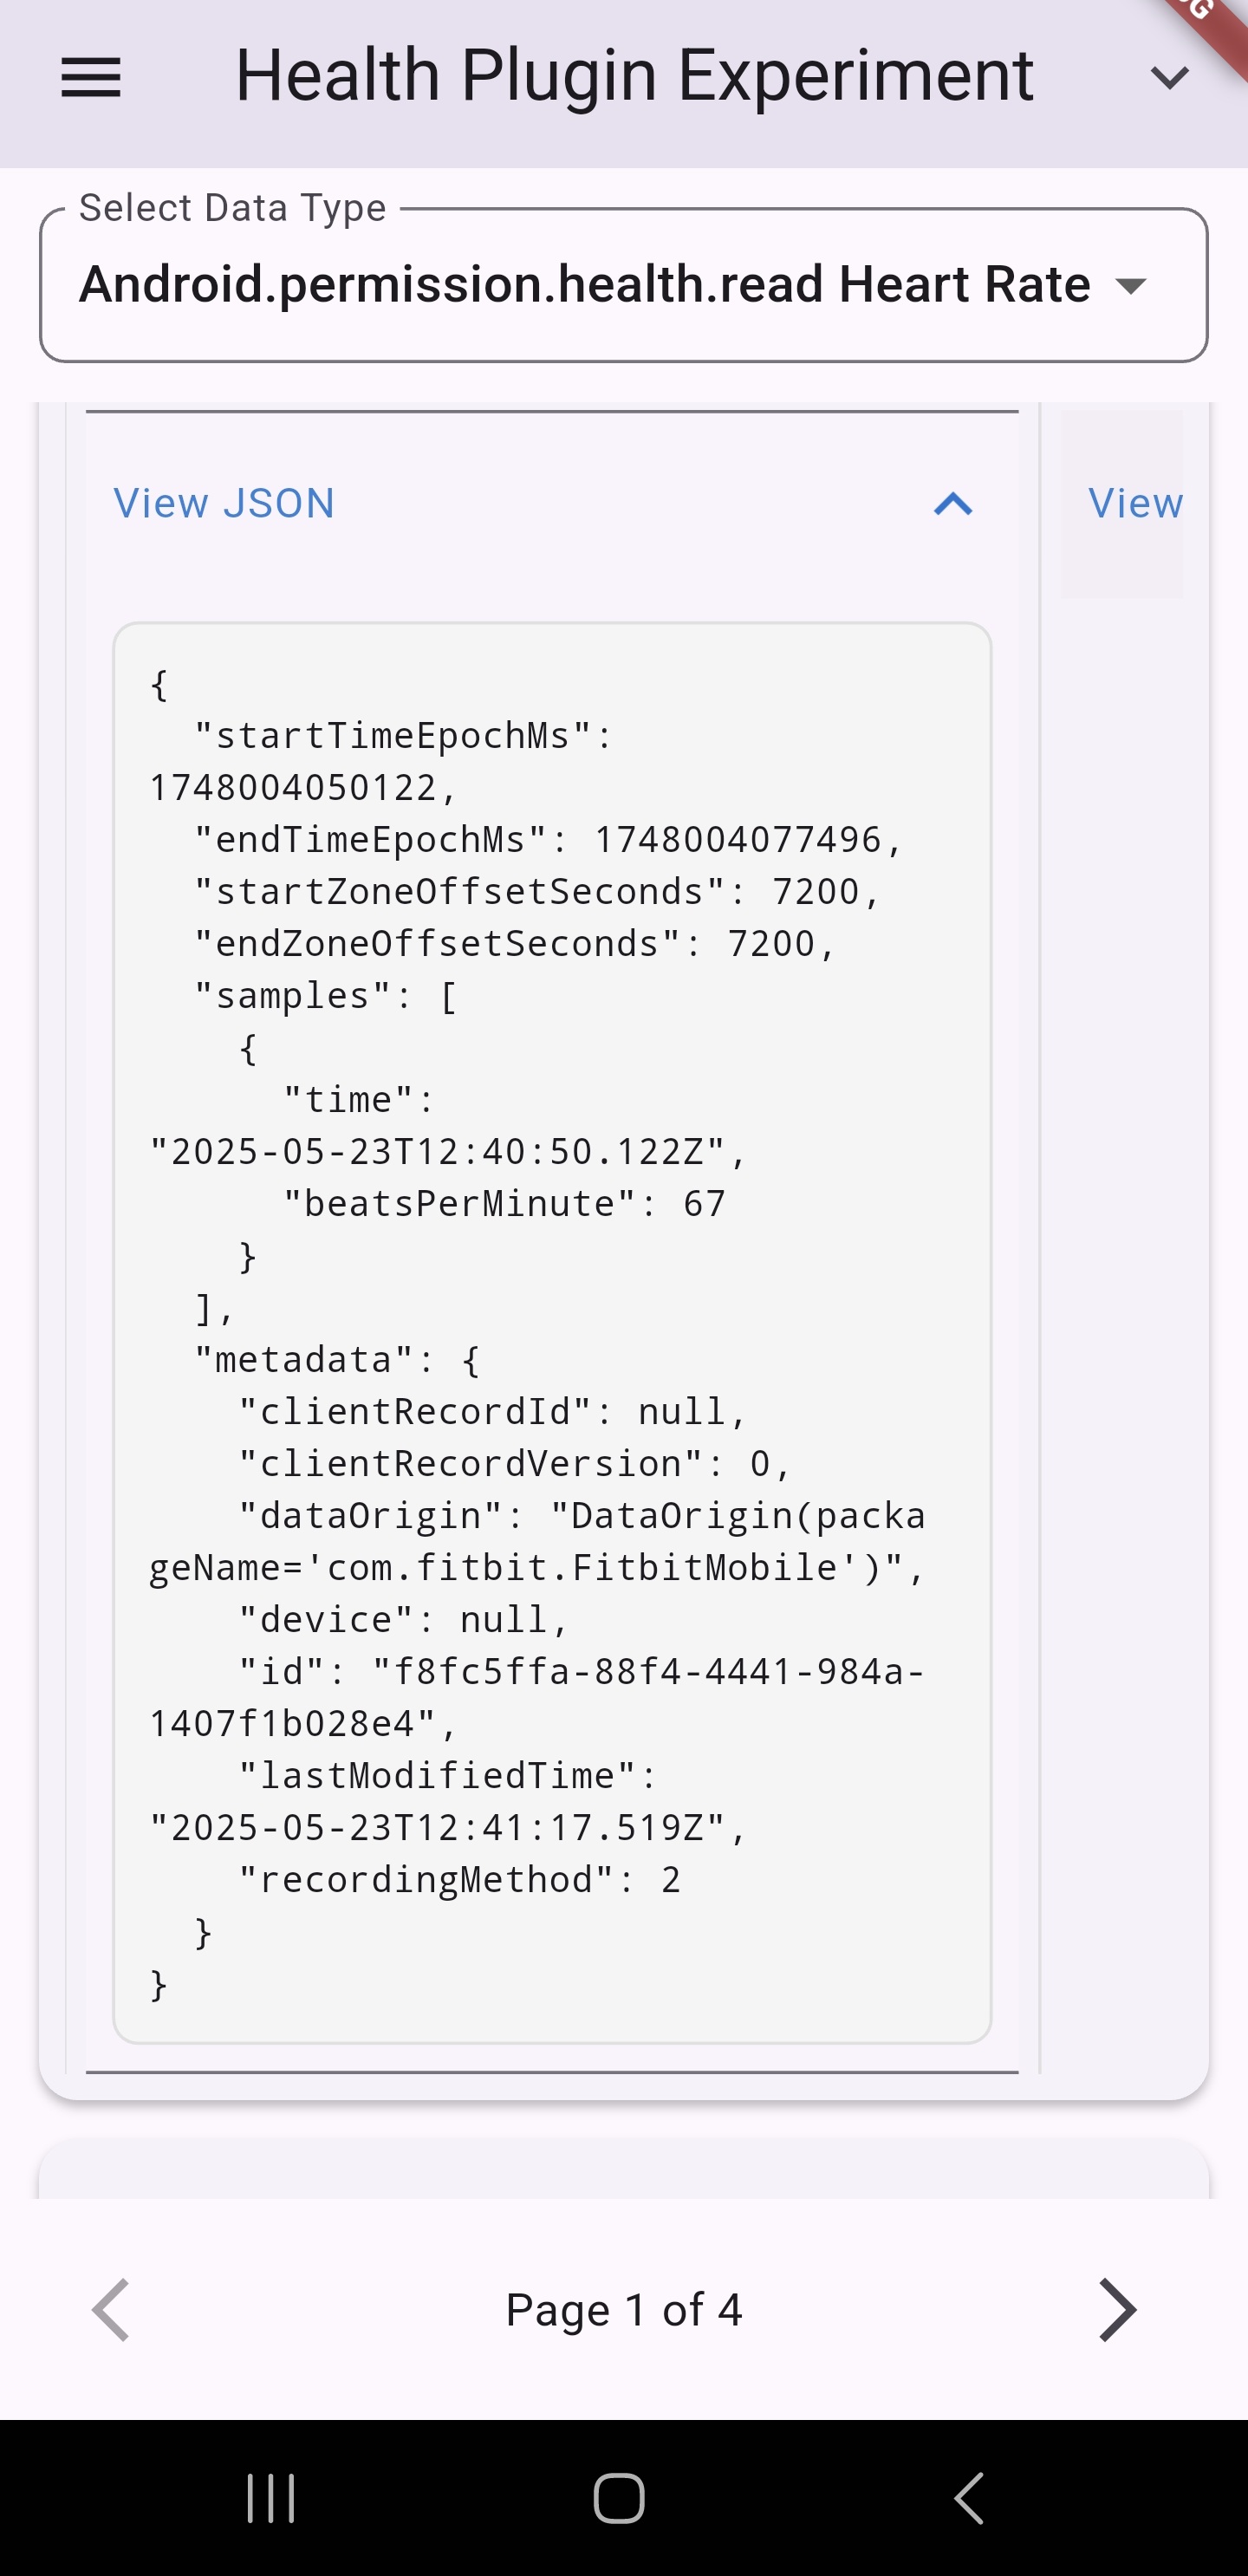 Health Plugin Experiment
Select Data Type
Android.permission.health.read Heart Rate
View JSON
View
{
  "startTimeEpochMs":
1748004050122,
  "endTimeEpochMs": 1748004077496,
  "startZoneOffsetSeconds": 7200,
  "endZoneOffsetSeconds": 7200,
  "samples": [
    {
      "time":
"2025-05-23T12:40:50.122Z",
      "beatsPerMinute": 67
    }
  ],
  "metadata": {
    "clientRecordId": null,
    "clientRecordVersion": 0,
    "dataOrigin": "DataOrigin(packa
geName='com.fitbit.FitbitMobile')",
    "device": null,
    "id": "f8fc5ffa-88f4-4441-984a-
1407f1b028e4",
    "lastModifiedTime":
"2025-05-23T12:41:17.519Z",
    "recordingMethod": 2
  }
}
Page 1 of 4